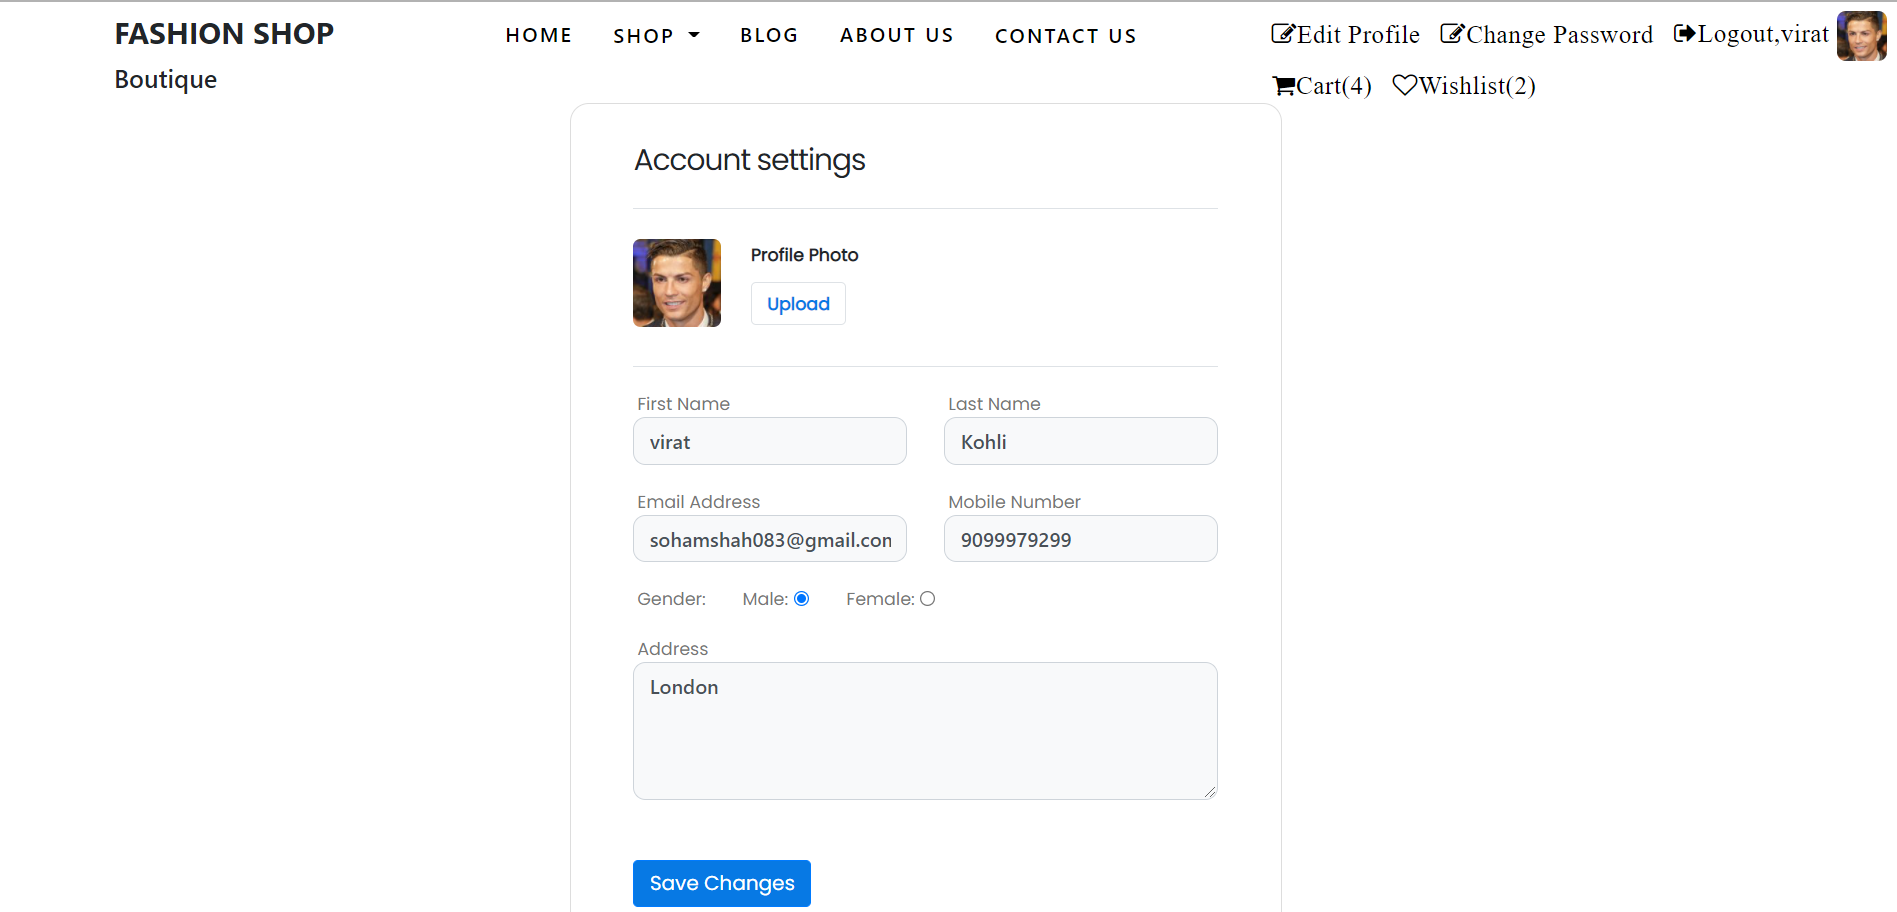 FASHION SHOP
Boutique
HOME SHOP BLOG ABOUT US CONTACT US
Edit Profile Change Password Logout,virat
Cart(4) Wishlist(2)
Account settings
Profile Photo
Upload
First Name Last Name
virat Kohli
Email Address Mobile Number
sohamshah083@gmail.com 9099979299
Gender: Male: Female:
Address
London
Save Changes